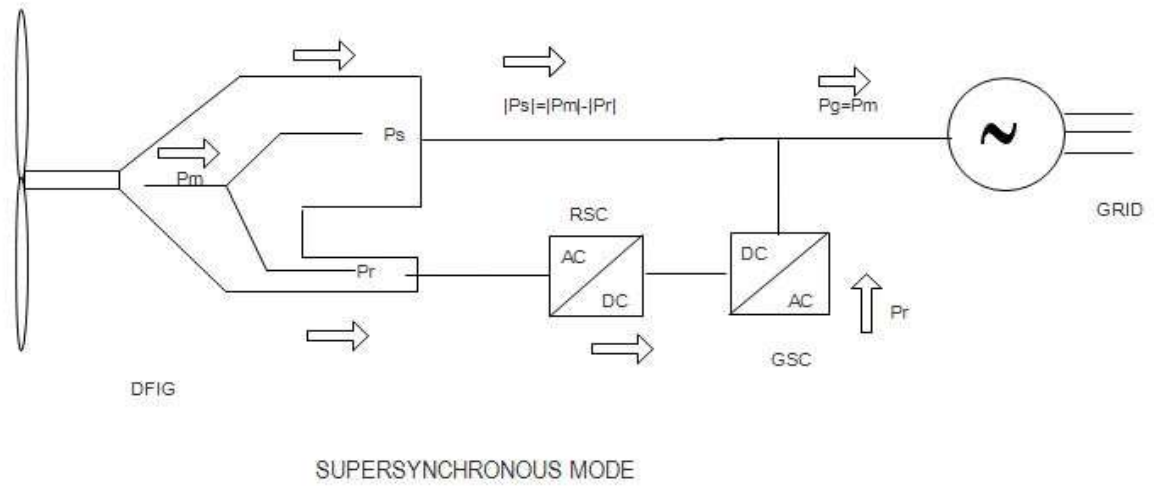 |Ps|=|Pm|-|Pr|
Pg=Pm
Ps
~
Pm
GRID
RSC
AC
DC
DC
AC
Pr
Pr
GSC
DFIG
SUPERSYNCHRONOUS MODE